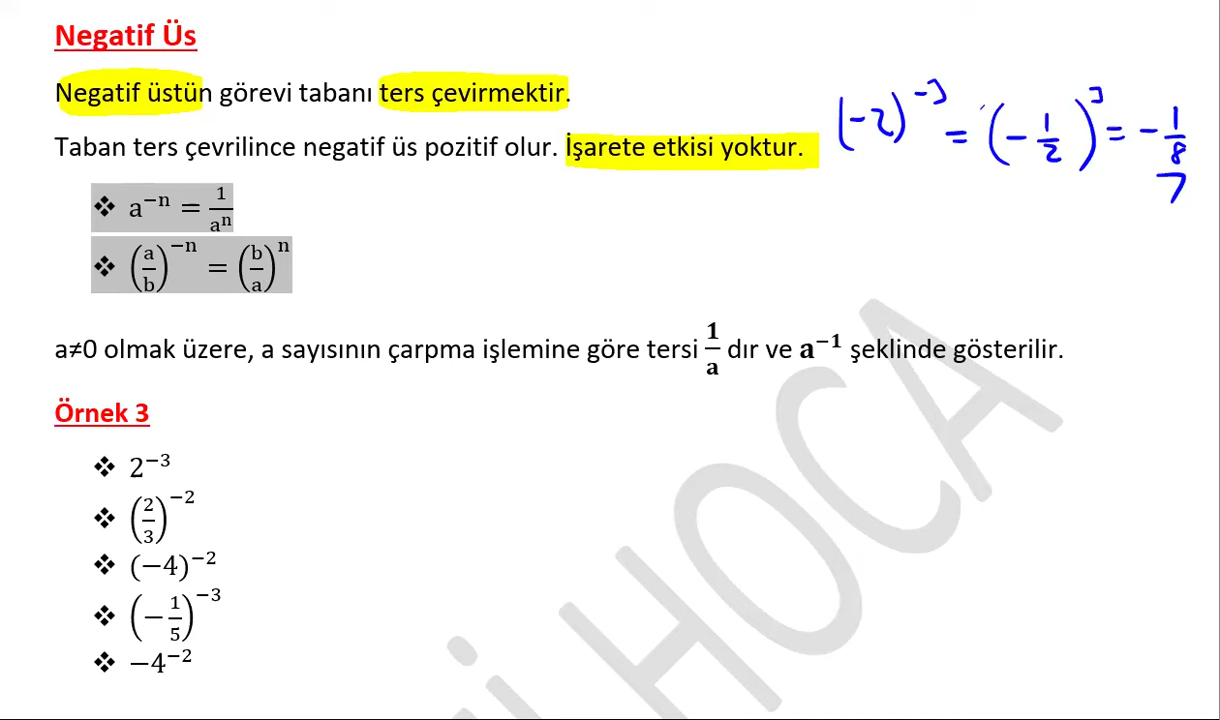 Negatif Üs
Negatif üstün görevi tabanı ters çevirmektir.
Taban ters çevrilince negatif üs pozitif olur. İşarete etkisi yoktur.
(-2)⁻³ = (-1/2)³ = -1/8
❖ a⁻ⁿ = 1/aⁿ
❖ (a/b)⁻ⁿ = (b/a)ⁿ
a≠0 olmak üzere, a sayısının çarpma işlemine göre tersi 1/a dır ve a⁻¹ şeklinde gösterilir.
Örnek 3
❖ 2⁻³
❖ (2/3)⁻²
❖ (−4)⁻²
❖ (−1/5)⁻³
❖ −4⁻²
HOCA